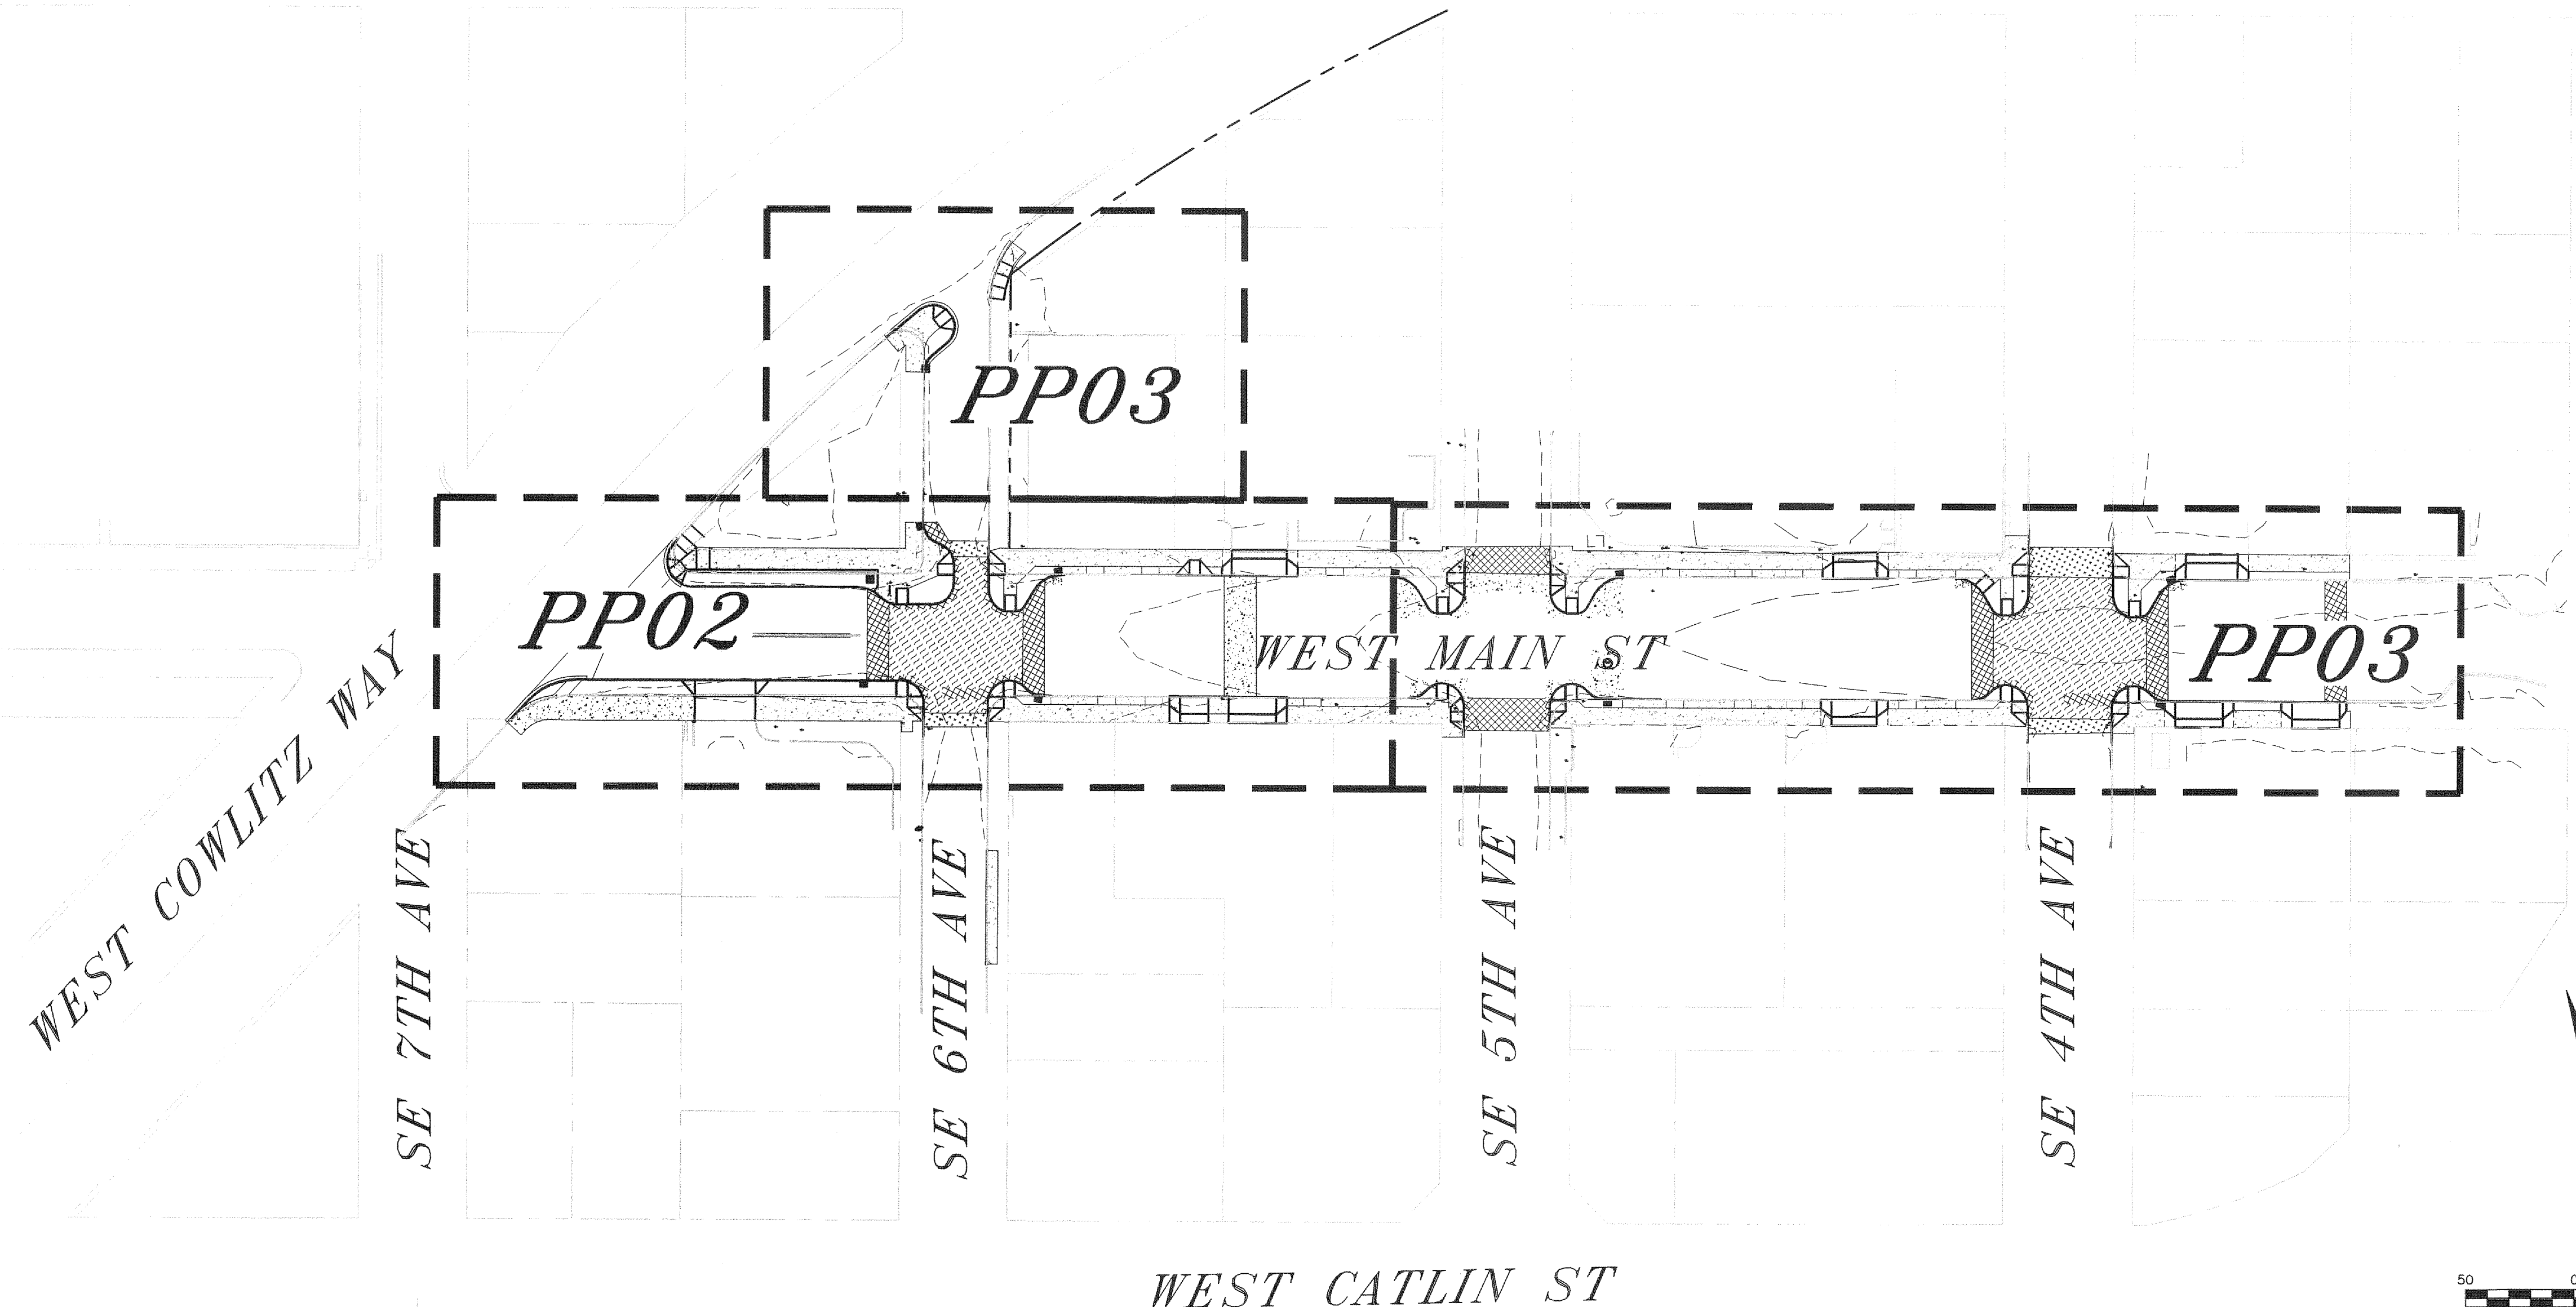 PP03
PP02
WEST MAIN ST
PP03
WEST COWLITZ WAY
SE 7TH AVE
SE 6TH AVE
SE 5TH AVE
SE 4TH AVE
WEST CATLIN ST
50
0